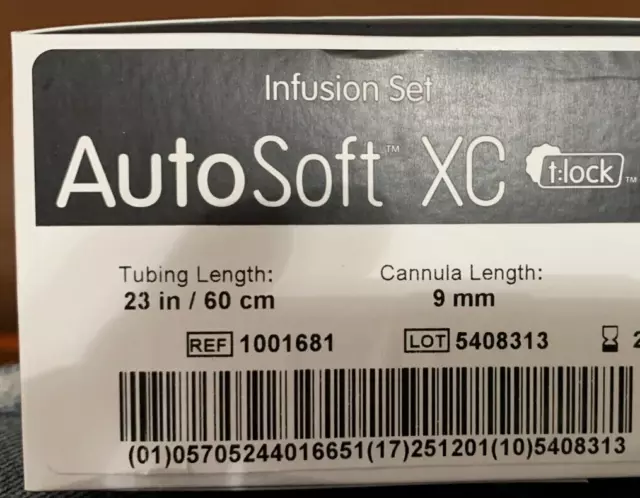 Infusion Set
AutoSoft™ XC t:lock™
Tubing Length:
23 in / 60 cm
Cannula Length:
9 mm
REF 1001681
LOT 5408313
2
(01)05705244016651(17)251201(10)5408313